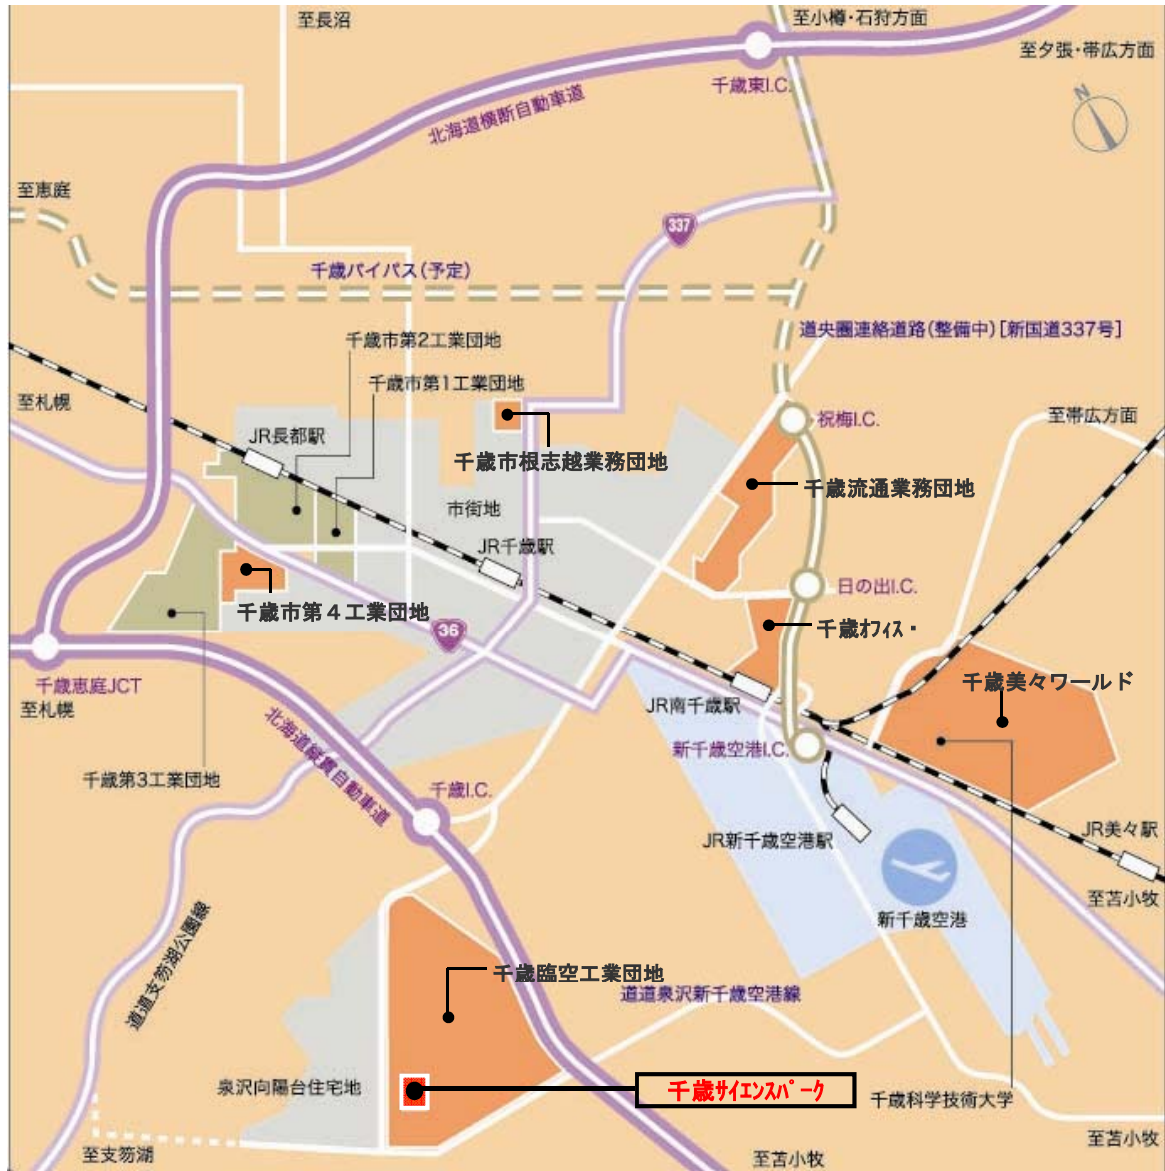 至長沼
至小樽・石狩方面
至夕張・帯広方面
千歳東I.C.
N
北海道横断自動車道
至恵庭
337
千歳バイパス(予定)
道央圏連絡道路(整備中)[新国道337号]
千歳市第2工業団地
千歳市第1工業団地
至札幌
至帯広方面
祝梅I.C.
JR長都駅
千歳市根志越業務団地
千歳流通業務団地
市街地
JR千歳駅
日の出I.C.
千歳市第４工業団地
千歳ｵﾌｨｽ・
36
千歳恵庭JCT
至札幌
千歳美々ワールド
JR南千歳駅
北海道縦貫自動車道
新千歳空港I.C.
千歳第3工業団地
千歳I.C.
JR新千歳空港駅
JR美々駅
至苫小牧
新千歳空港
道道支笏湖公園線
千歳臨空工業団地
道道泉沢新千歳空港線
泉沢向陽台住宅地
千歳ｻｲｴﾝｽﾊﾟｰｸ
千歳科学技術大学
至支笏湖
至苫小牧
至苫小牧